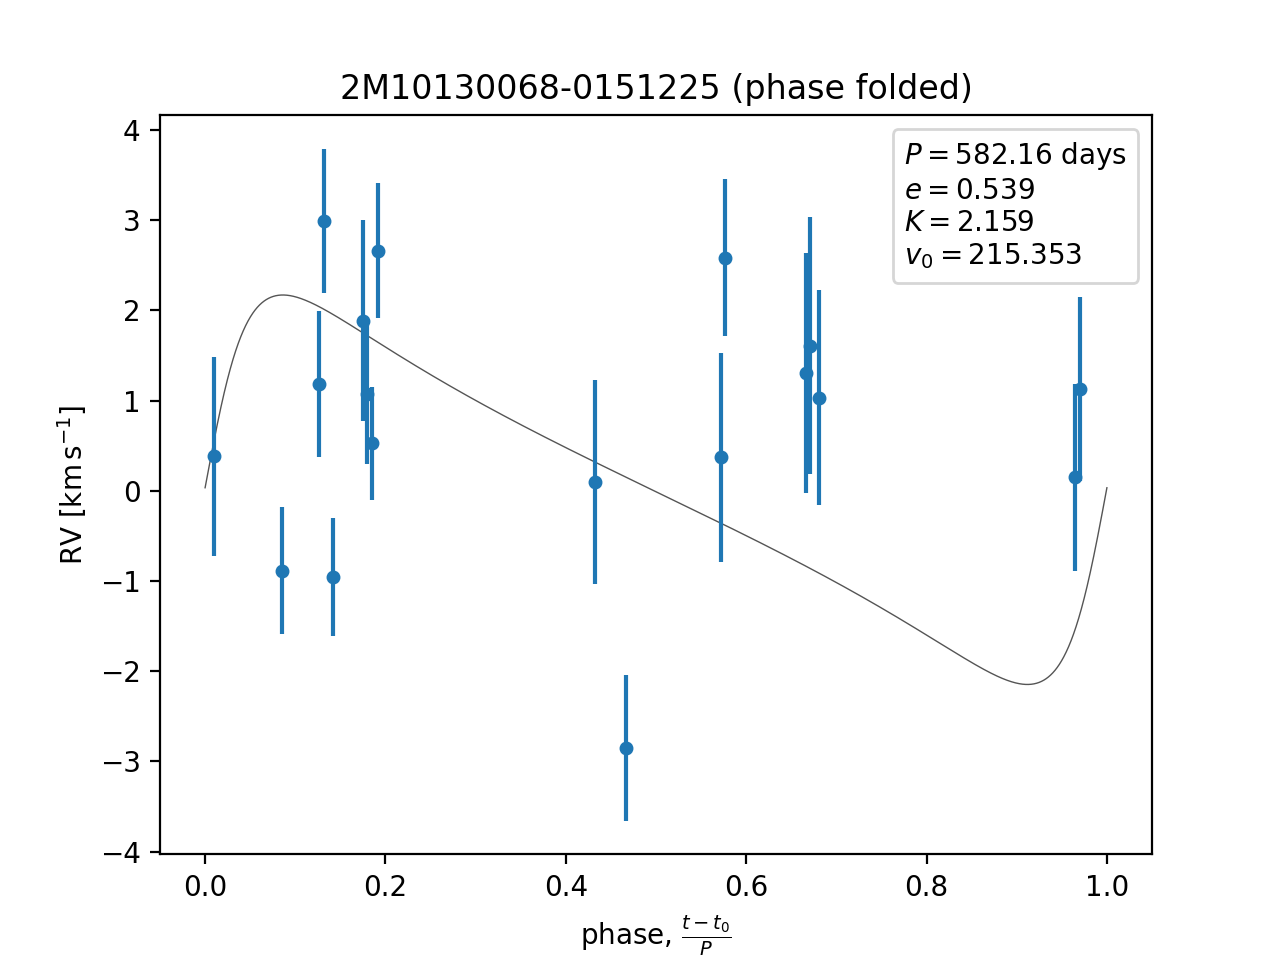 2M10130068-0151225 (phase folded)
P = 582.16 days
e = 0.539
K = 2.159
v₀ = 215.353
4
3
2
1
0
−1
−2
−3
−4
RV [km s⁻¹]
0.0 0.2 0.4 0.6 0.8 1.0
phase, (t − t₀)/P